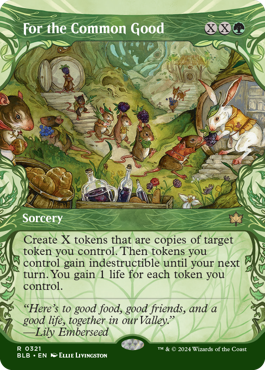 For the Common Good XXG
Sorcery
Create X tokens that are copies of target
token you control. Then tokens you
control gain indestructible until your next
turn. You gain 1 life for each token you
control.
“Here's to good food, good friends, and a
good life, together in our Valley.”
—Lily Emberseed
R 0321
BLB • EN ELLIE LIVINGSTON
™ & © 2024 Wizards of the Coast